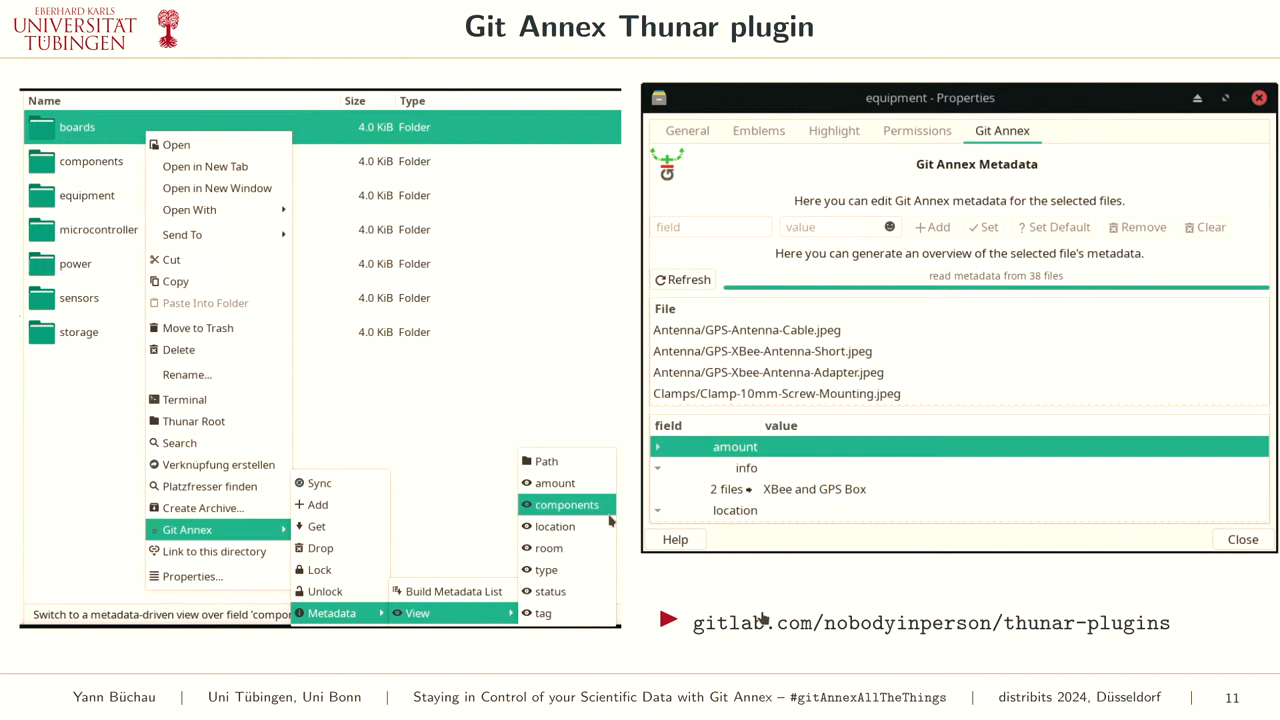 EBERHARD KARLS
UNIVERSITÄT
TÜBINGEN
Git Annex Thunar plugin
Name Size Type
boards 4.0 KiB Folder
components 4.0 KiB Folder
equipment 4.0 KiB Folder
microcontroller 4.0 KiB Folder
power 4.0 KiB Folder
sensors 4.0 KiB Folder
storage 4.0 KiB Folder
Open
Open in New Tab
Open in New Window
Open With
Send To
Cut
Copy
Paste Into Folder
Move to Trash
Delete
Rename...
Terminal
Thunar Root
Search
Verknüpfung erstellen
Platzfresser finden
Create Archive...
Git Annex
Link to this directory
Properties...
Switch to a metadata-driven view over field 'compon
Sync
Add
Get
Drop
Lock
Unlock
Metadata
Build Metadata List
View
Path
amount
components
location
room
type
status
tag
equipment - Properties
General Emblems Highlight Permissions Git Annex
git
Git Annex Metadata
Here you can edit Git Annex metadata for the selected files.
field value Add Set ? Set Default Remove Clear
Here you can generate an overview of the selected file's metadata.
Refresh read metadata from 38 files
File
Antenna/GPS-Antenna-Cable.jpeg
Antenna/GPS-XBee-Antenna-Short.jpeg
Antenna/GPS-Xbee-Antenna-Adapter.jpeg
Clamps/Clamp-10mm-Screw-Mounting.jpeg
field value
amount
info
2 files XBee and GPS Box
location
Help Close
gitlab.com/nobodyinperson/thunar-plugins
Yann Büchau | Uni Tübingen, Uni Bonn | Staying in Control of your Scientific Data with Git Annex – #gitAnnexAllTheThings | distribits 2024, Düsseldorf | 11